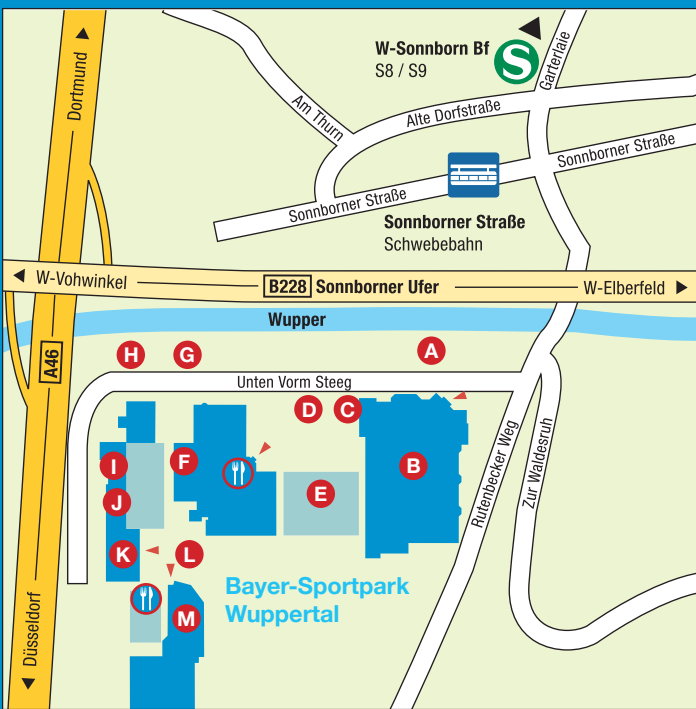 Dortmund
W-Sonnborn Bf
S8 / S9
S
Garterlaie
Am Thurn
Alte Dorfstraße
Sonnborner Straße
Sonnborner Straße
Sonnborner Straße
Schwebebahn
W-Vohwinkel
B228 Sonnborner Ufer
W-Elberfeld
Wupper
A46
H
G
A
Unten Vorm Steeg
D
C
I
F
B
J
E
K
L
M
Rutenbecker Weg
Zur Waldesruh
Bayer-Sportpark
Wuppertal
Düsseldorf